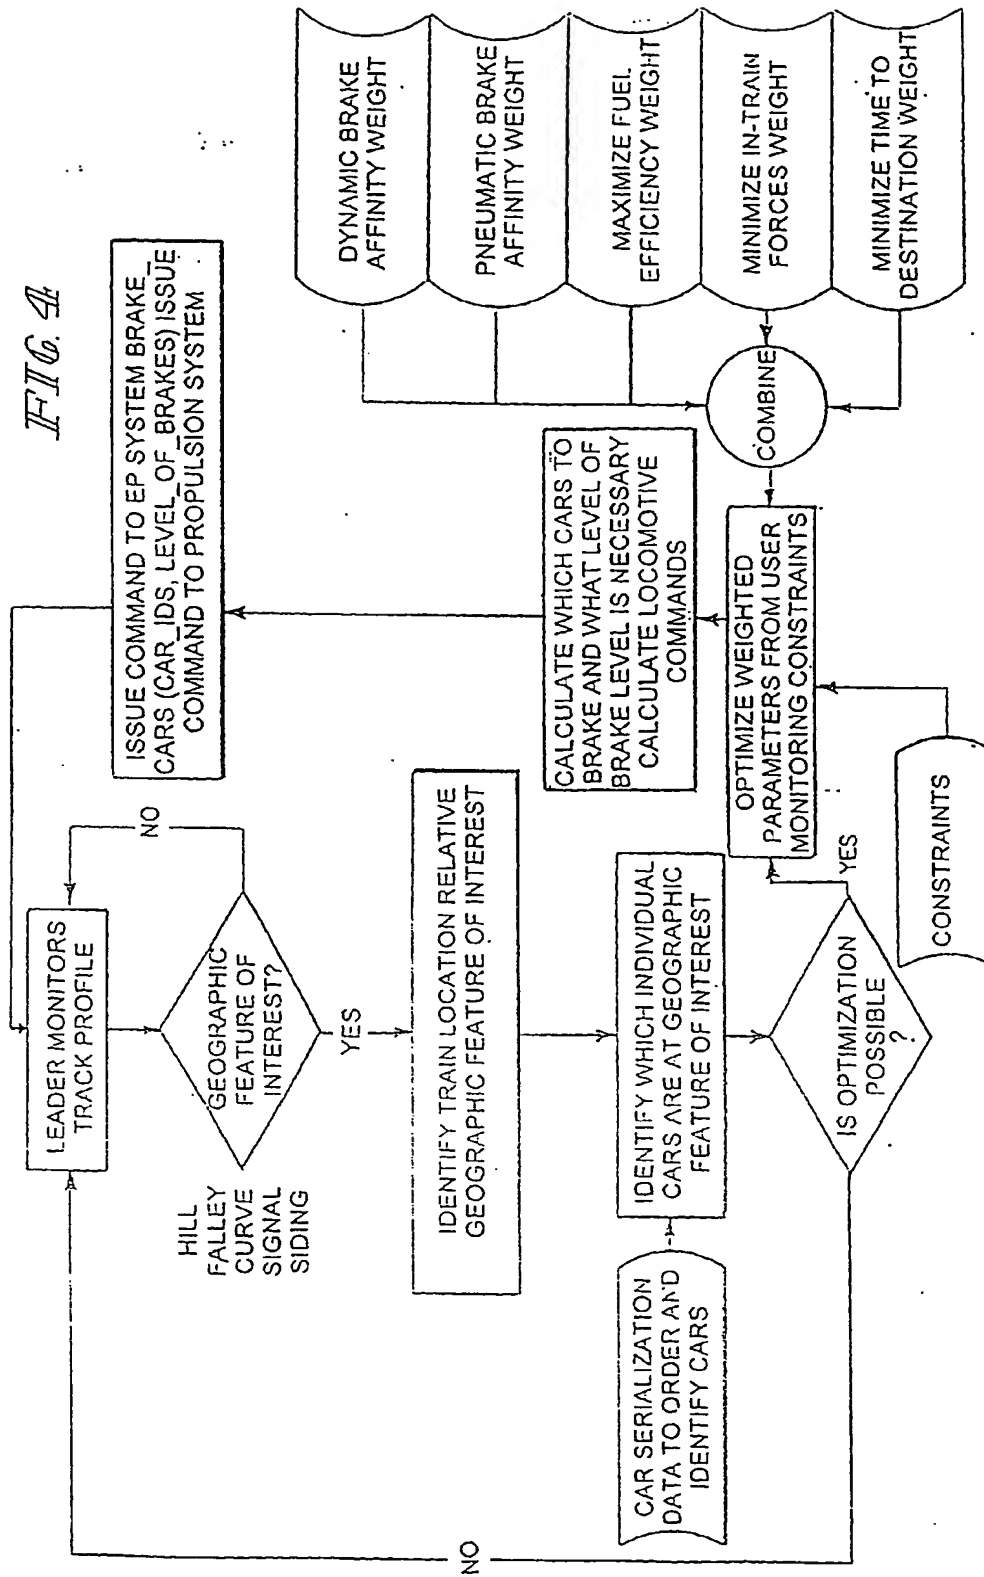 FIG. 4
LEADER MONITORS
TRACK PROFILE
NO
GEOGRAPHIC
FEATURE OF
INTEREST?
HILL
FALLEY
CURVE
SIGNAL
SIDING
YES
IDENTIFY TRAIN LOCATION RELATIVE
GEOGRAPHIC FEATURE OF INTEREST
CAR SERIALIZATION
DATA TO ORDER AND
IDENTIFY CARS
IDENTIFY WHICH INDIVIDUAL
CARS ARE AT GEOGRAPHIC
FEATURE OF INTEREST
IS OPTIMIZATION
POSSIBLE
?
NO
YES
CONSTRAINTS
OPTIMIZE WEIGHTED
PARAMETERS FROM USER
MONITORING CONSTRAINTS
COMBINE
DYNAMIC BRAKE
AFFINITY WEIGHT
PNEUMATIC BRAKE
AFFINITY WEIGHT
MAXIMIZE FUEL
EFFICIENCY WEIGHT
MINIMIZE IN-TRAIN
FORCES WEIGHT
MINIMIZE TIME TO
DESTINATION WEIGHT
CALCULATE WHICH CARS TO
BRAKE AND WHAT LEVEL OF
BRAKE LEVEL IS NECESSARY
CALCULATE LOCOMOTIVE
COMMANDS
ISSUE COMMAND TO EP SYSTEM BRAKE_
CARS (CAR_IDS, LEVEL_OF_BRAKES) ISSUE
COMMAND TO PROPULSION SYSTEM